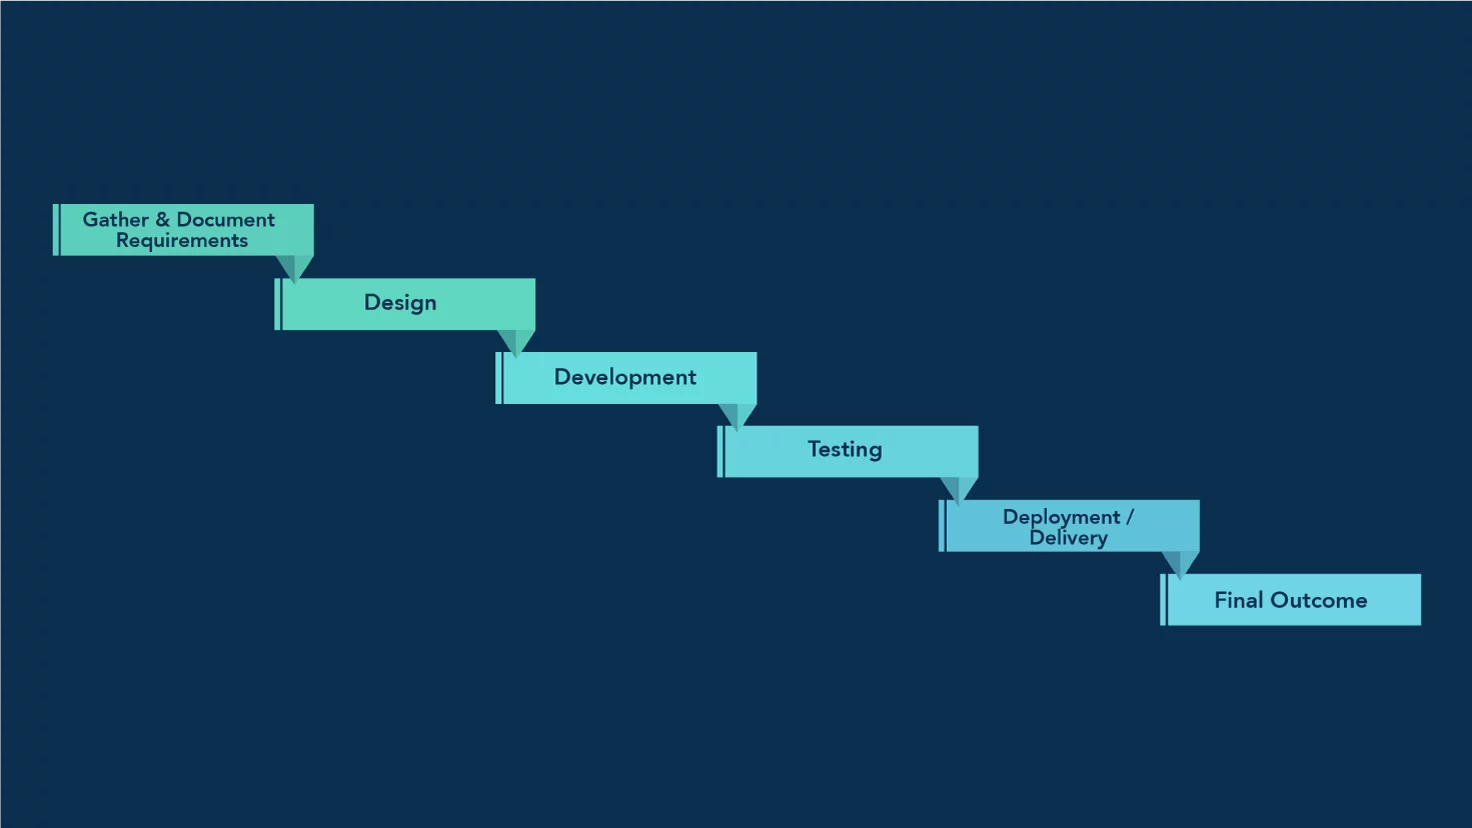 Gather & Document
Requirements
Design
Development
Testing
Deployment /
Delivery
Final Outcome